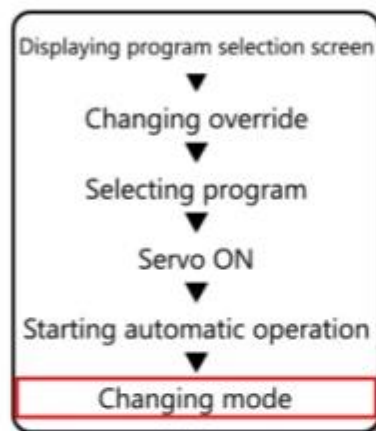 Displaying program selection screen
Changing override
Selecting program
Servo ON
Starting automatic operation
Changing mode